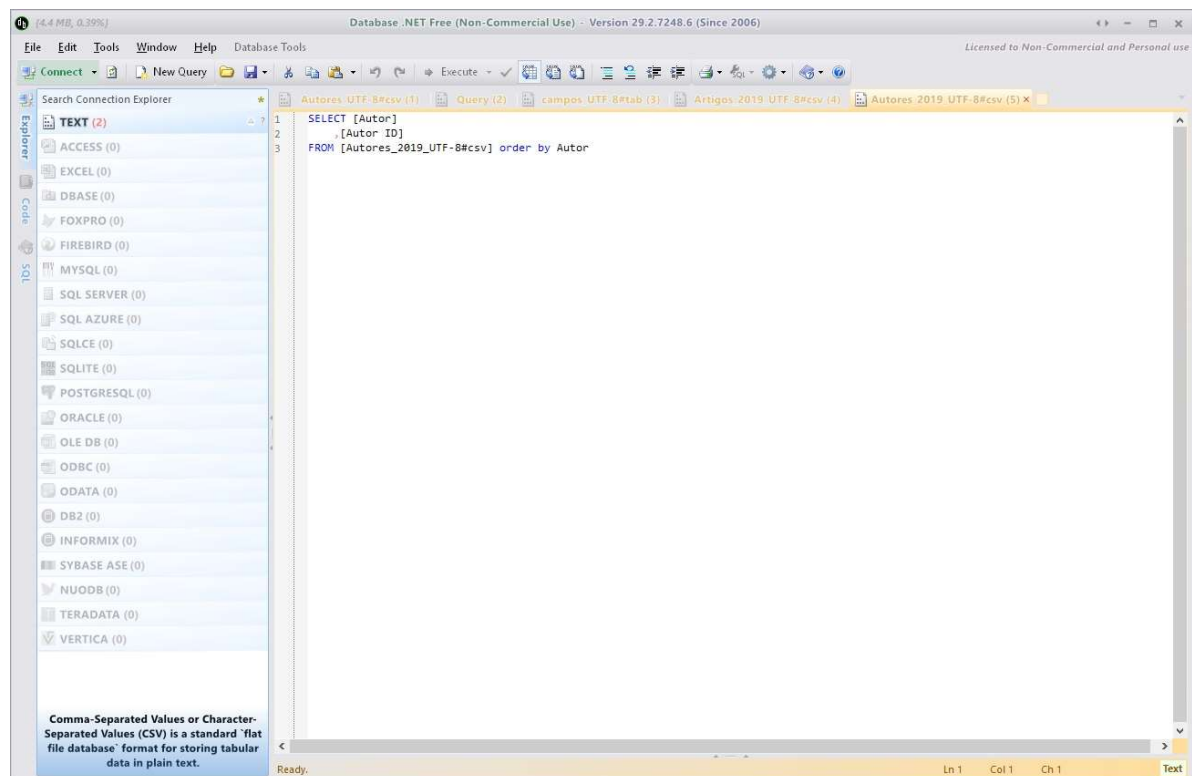 {4.4 MB, 0.39%} Database .NET Free (Non-Commercial Use) - Version 29.2.7248.6 (Since 2006)
File Edit Tools Window Help Database Tools Licensed to Non-Commercial and Personal use
Connect New Query Execute
Search Connection Explorer
Autores UTF-8#csv (1) Query (2) campos UTF-8#tab (3) Artigos 2019 UTF-8#csv (4) Autores 2019 UTF-8#csv (5) ×
Explorer
Code
SQL
TEXT (2)
ACCESS (0)
EXCEL (0)
DBASE (0)
FOXPRO (0)
FIREBIRD (0)
MYSQL (0)
SQL SERVER (0)
SQL AZURE (0)
SQLCE (0)
SQLITE (0)
POSTGRESQL (0)
ORACLE (0)
OLE DB (0)
ODBC (0)
ODATA (0)
DB2 (0)
INFORMIX (0)
SYBASE ASE (0)
NUODB (0)
TERADATA (0)
VERTICA (0)
1 SELECT [Autor]
2 ,[Autor ID]
3 FROM [Autores_2019_UTF-8#csv] order by Autor
Comma-Separated Values or Character-
Separated Values (CSV) is a standard `flat
file database` format for storing tabular
data in plain text.
Ready. Ln 1 Col 1 Ch 1 Text